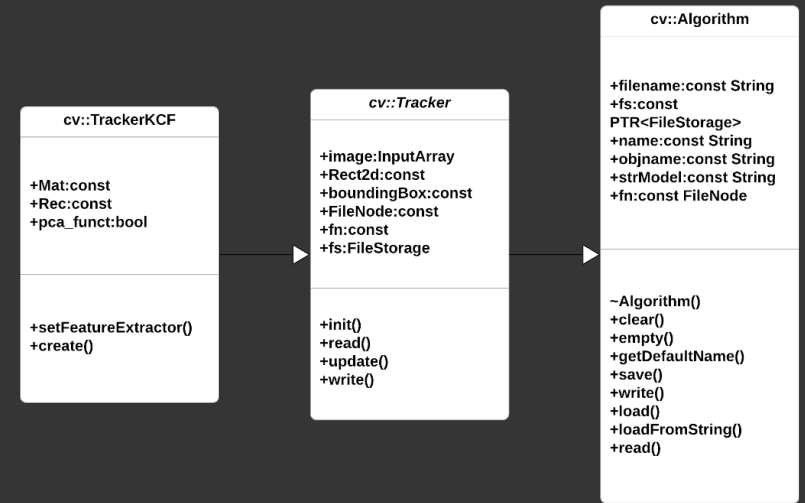 cv::TrackerKCF
+Mat:const
+Rec:const
+pca_funct:bool
+setFeatureExtractor()
+create()
cv::Tracker
+image:InputArray
+Rect2d:const
+boundingBox:const
+FileNode:const
+fn:const
+fs:FileStorage
+init()
+read()
+update()
+write()
cv::Algorithm
+filename:const String
+fs:const
PTR<FileStorage>
+name:const String
+objname:const String
+strModel:const String
+fn:const FileNode
~Algorithm()
+clear()
+empty()
+getDefaultName()
+save()
+write()
+load()
+loadFromString()
+read()